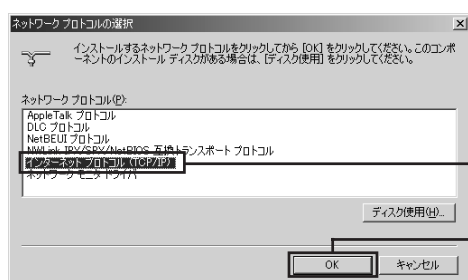 ネットワーク プロトコルの選択
インストールするネットワーク プロトコルをクリックしてから [OK] をクリックしてください。このコンポ
ーネントのインストール ディスクがある場合は、[ディスク使用] をクリックしてください。
ネットワーク プロトコル(P):
AppleTalk プロトコル
DLC プロトコル
NetBEUI プロトコル
NWLink IPX/SPX/NetBIOS 互換トランスポート プロトコル
インターネット プロトコル (TCP/IP)
ネットワーク モニタ ドライバ
ディスク使用(H)...
OK
キャンセル